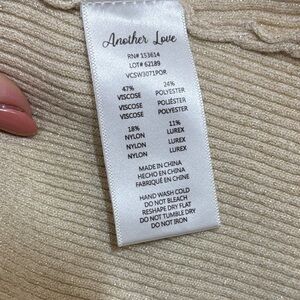 Another Love
RN# 153614
LOT# 62189
VCSW3071POR
47% 24%
VISCOSE POLYESTER
VISCOSE POLIÉSTER
VISCOSE POLYESTER
18% 11%
NYLON LUREX
NYLON LUREX
NYLON LUREX
MADE IN CHINA
HECHO EN CHINA
FABRIQUÉ EN CHINE
HAND WASH COLD
DO NOT BLEACH
RESHAPE DRY FLAT
DO NOT TUMBLE DRY
DO NOT IRON